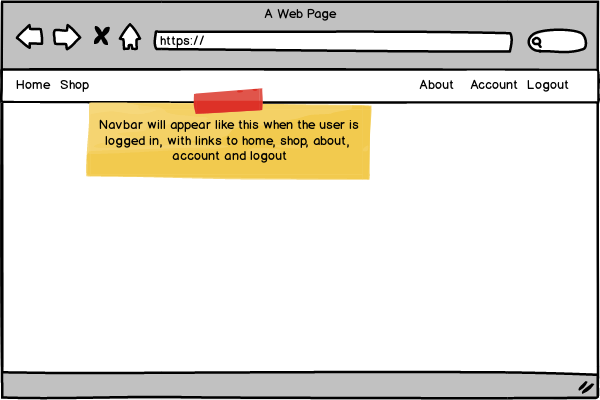 A Web Page
https://
Home Shop About Account Logout
Navbar will appear like this when the user is
logged in, with links to home, shop, about,
account and logout